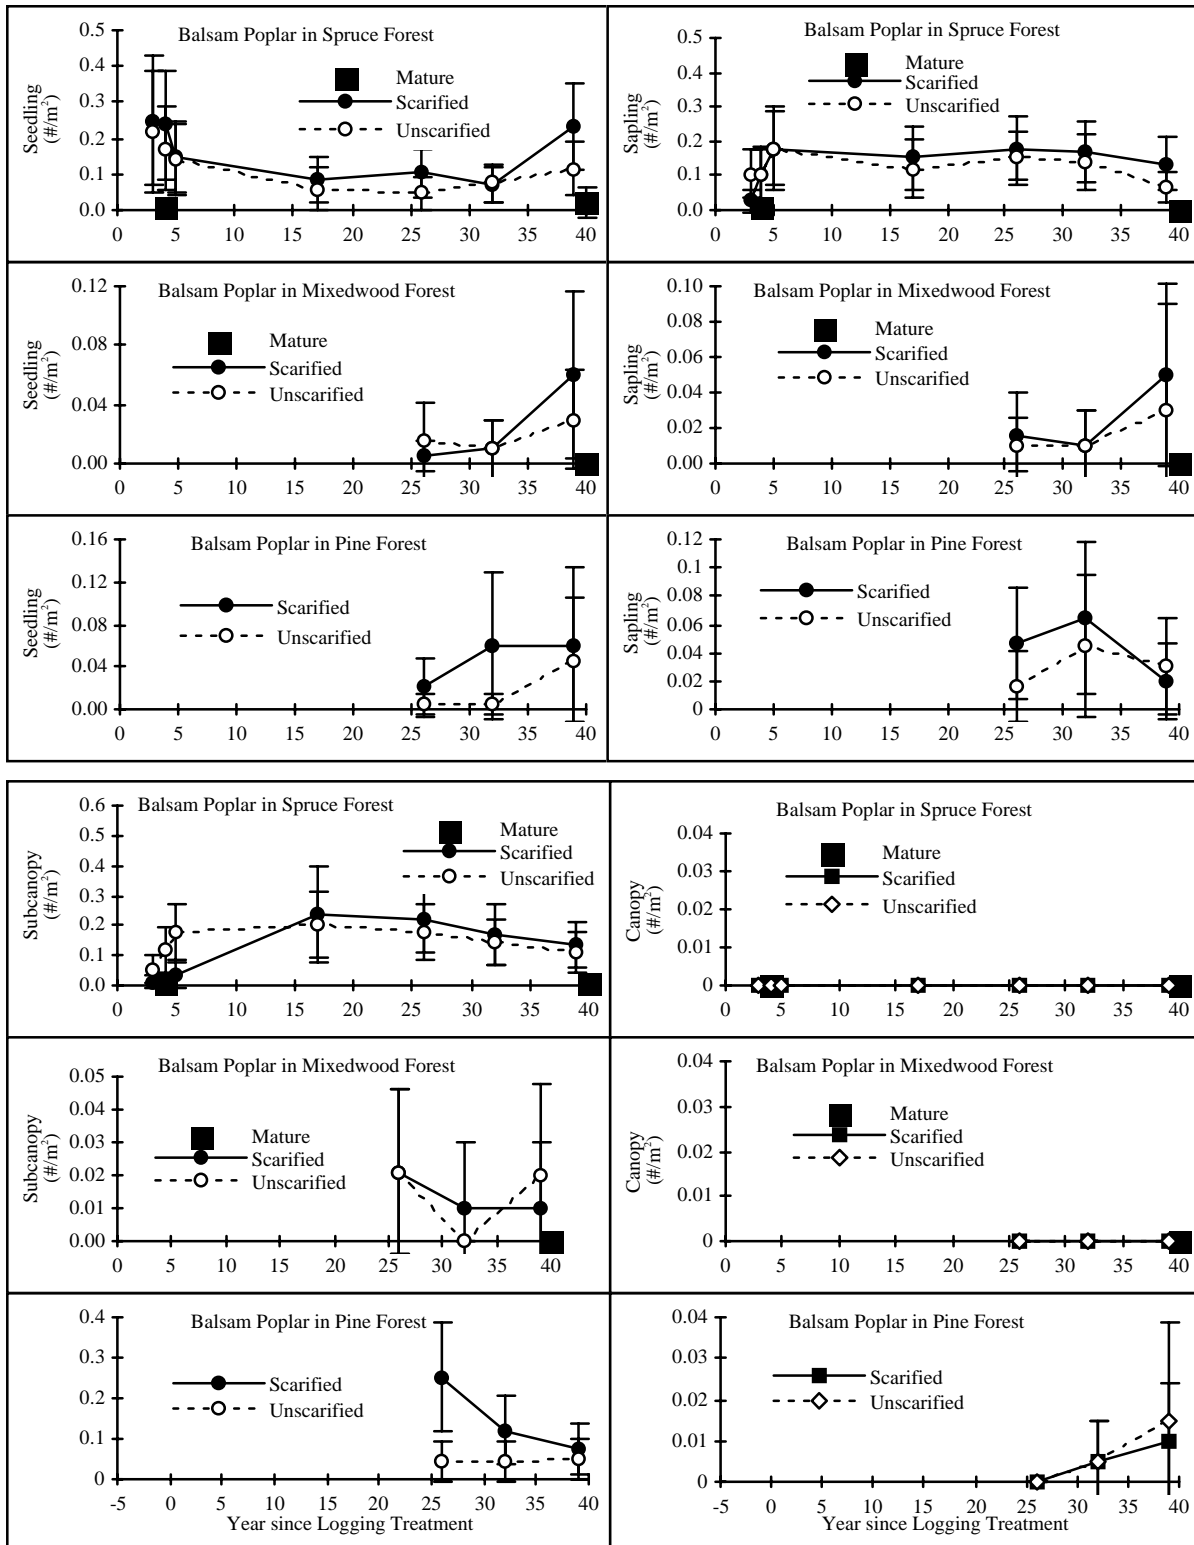 Balsam Poplar in Spruce Forest
Seedling
(#/m²)
0.5
0.4
0.3
0.2
0.1
0.0
Mature
Scarified
Unscarified
0 5 10 15 20 25 30 35 40
Balsam Poplar in Spruce Forest
Sapling
(#/m²)
0.5
0.4
0.3
0.2
0.1
0.0
Mature
Scarified
Unscarified
0 5 10 15 20 25 30 35 40
Balsam Poplar in Mixedwood Forest
Seedling
(#/m²)
0.12
0.08
0.04
0.00
Mature
Scarified
Unscarified
0 5 10 15 20 25 30 35 40
Balsam Poplar in Mixedwood Forest
Sapling
(#/m²)
0.10
0.08
0.06
0.04
0.02
0.00
Mature
Scarified
Unscarified
0 5 10 15 20 25 30 35 40
Balsam Poplar in Pine Forest
Seedling
(#/m²)
0.16
0.12
0.08
0.04
0.00
Scarified
Unscarified
0 5 10 15 20 25 30 35 40
Balsam Poplar in Pine Forest
Sapling
(#/m²)
0.12
0.1
0.08
0.06
0.04
0.02
0
Scarified
Unscarified
0 5 10 15 20 25 30 35 40
Balsam Poplar in Spruce Forest
Subcanopy
(#/m²)
0.6
0.5
0.4
0.3
0.2
0.1
0.0
Mature
Scarified
Unscarified
0 5 10 15 20 25 30 35 40
Balsam Poplar in Spruce Forest
Canopy
(#/m²)
0.04
0.03
0.02
0.01
0
Mature
Scarified
Unscarified
0 5 10 15 20 25 30 35 40
Balsam Poplar in Mixedwood Forest
Subcanopy
(#/m²)
0.05
0.04
0.03
0.02
0.01
0.00
Mature
Scarified
Unscarified
0 5 10 15 20 25 30 35 40
Balsam Poplar in Mixedwood Forest
Canopy
(#/m²)
0.04
0.03
0.02
0.01
0
Mature
Scarified
Unscarified
0 5 10 15 20 25 30 35 40
Balsam Poplar in Pine Forest
0.4
0.3
0.2
0.1
0
Scarified
Unscarified
-5 0 5 10 15 20 25 30 35 40
Year since Logging Treatment
Balsam Poplar in Pine Forest
0.04
0.03
0.02
0.01
0
Scarified
Unscarified
-5 0 5 10 15 20 25 30 35 40
Year since Logging Treatment